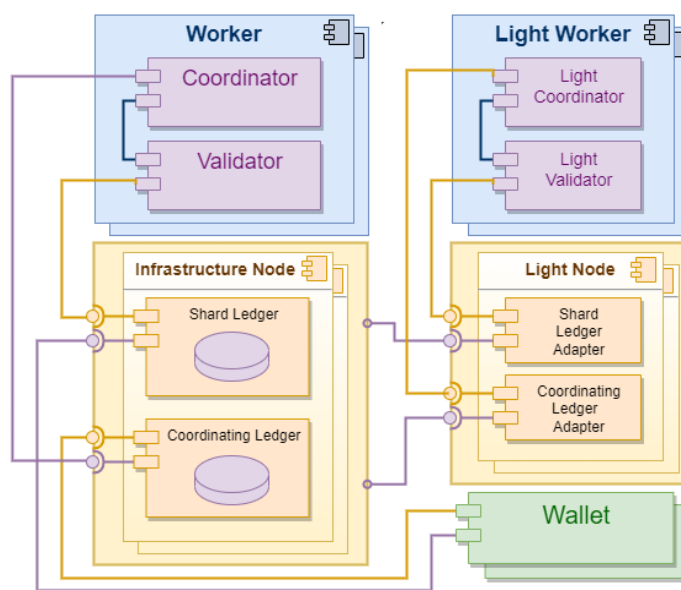 Worker
Coordinator
Validator
Light Worker
Light
Coordinator
Light
Validator
Infrastructure Node
Shard Ledger
Coordinating Ledger
Light Node
Shard
Ledger
Adapter
Coordinating
Ledger
Adapter
Wallet